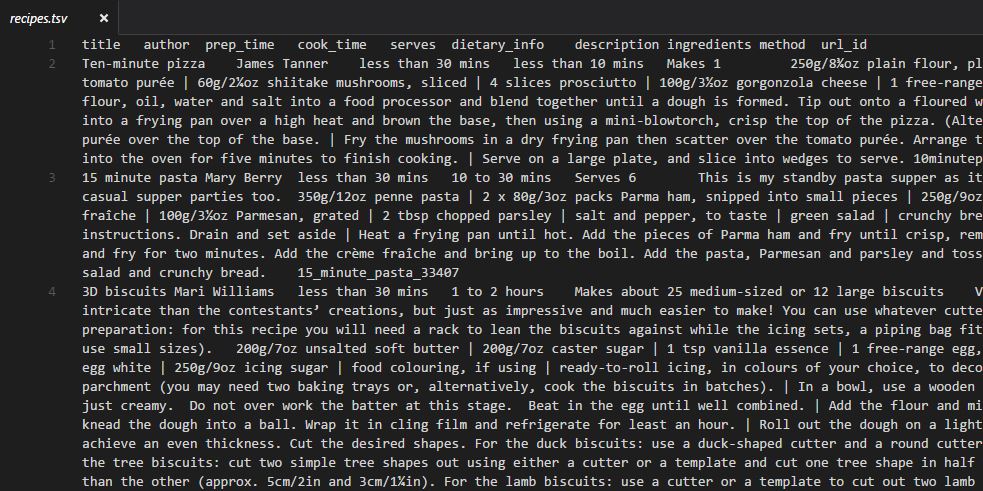 recipes.tsv ×
1 title author prep_time cook_time serves dietary_info description ingredients method url_id
2 Ten-minute pizza James Tanner less than 30 mins less than 10 mins Makes 1 250g/8¾oz plain flour, pl
tomato purée | 60g/2¼oz shiitake mushrooms, sliced | 4 slices prosciutto | 100g/3½oz gorgonzola cheese | 1 free-range
flour, oil, water and salt into a food processor and blend together until a dough is formed. Tip out onto a floured w
into a frying pan over a high heat and brown the base, then using a mini-blowtorch, crisp the top of the pizza. (Alte
purée over the top of the base. | Fry the mushrooms in a dry frying pan then scatter over the tomato purée. Arrange t
into the oven for five minutes to finish cooking. | Serve on a large plate, and slice into wedges to serve. 10minutep
3 15 minute pasta Mary Berry less than 30 mins 10 to 30 mins Serves 6 This is my standby pasta supper as it
casual supper parties too. 350g/12oz penne pasta | 2 x 80g/3oz packs Parma ham, snipped into small pieces | 250g/9oz
fraîche | 100g/3½oz Parmesan, grated | 2 tbsp chopped parsley | salt and pepper, to taste | green salad | crunchy bre
instructions. Drain and set aside | Heat a frying pan until hot. Add the pieces of Parma ham and fry until crisp, rem
and fry for two minutes. Add the crème fraîche and bring up to the boil. Add the pasta, Parmesan and parsley and toss
salad and crunchy bread. 15_minute_pasta_33407
4 3D biscuits Mari Williams less than 30 mins 1 to 2 hours Makes about 25 medium-sized or 12 large biscuits V
intricate than the contestants’ creations, but just as impressive and much easier to make! You can use whatever cutte
preparation: for this recipe you will need a rack to lean the biscuits against while the icing sets, a piping bag fit
use small sizes). 200g/7oz unsalted soft butter | 200g/7oz caster sugar | 1 tsp vanilla essence | 1 free-range egg,
egg white | 250g/9oz icing sugar | food colouring, if using | ready-to-roll icing, in colours of your choice, to deco
parchment (you may need two baking trays or, alternatively, cook the biscuits in batches). | In a bowl, use a wooden
just creamy. Do not over work the batter at this stage. Beat in the egg until well combined. | Add the flour and mi
knead the dough into a ball. Wrap it in cling film and refrigerate for least an hour. | Roll out the dough on a light
achieve an even thickness. Cut the desired shapes. For the duck biscuits: use a duck-shaped cutter and a round cutter
the tree biscuits: cut two simple tree shapes out using either a cutter or a template and cut one tree shape in half
than the other (approx. 5cm/2in and 3cm/1¼in). For the lamb biscuits: use a cutter or a template to cut out two lamb